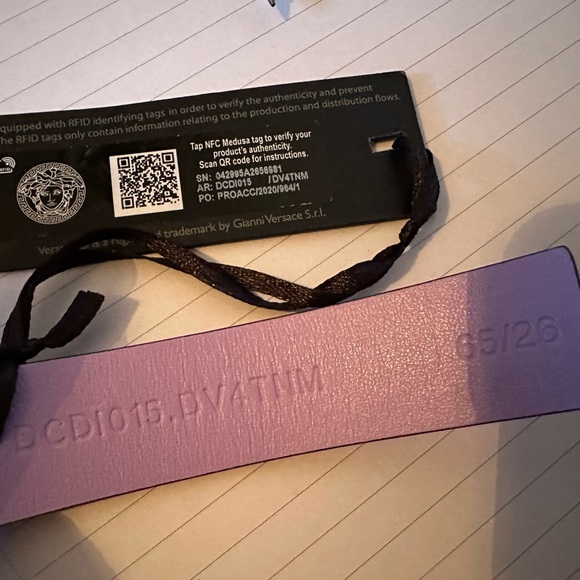 equipped with RFID identifying tags in order to verify the authenticity and prevent
The RFID tags only contain information relating to the production and distribution flows.
Tap NFC Medusa tag to verify your
product's authenticity.
Scan QR code for instructions.
SN: 042995A2656981
AR: DCDI015 /DV4TNM
PO: PROACC/2020/964/1
trademark by Gianni Versace S.r.l.
DCDI015.DV4TNM 65/26